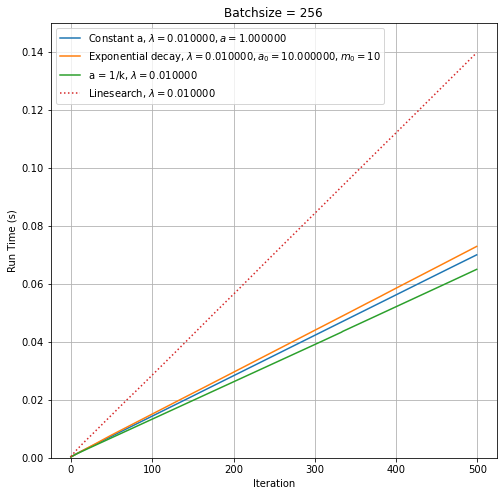 Batchsize = 256
Constant a, λ = 0.010000, a = 1.000000
Exponential decay, λ = 0.010000, a₀ = 10.000000, m₀ = 10
a = 1/k, λ = 0.010000
Linesearch, λ = 0.010000
0.14
0.12
0.10
0.08
0.06
0.04
0.02
0.00
Run Time (s)
0 100 200 300 400 500
Iteration